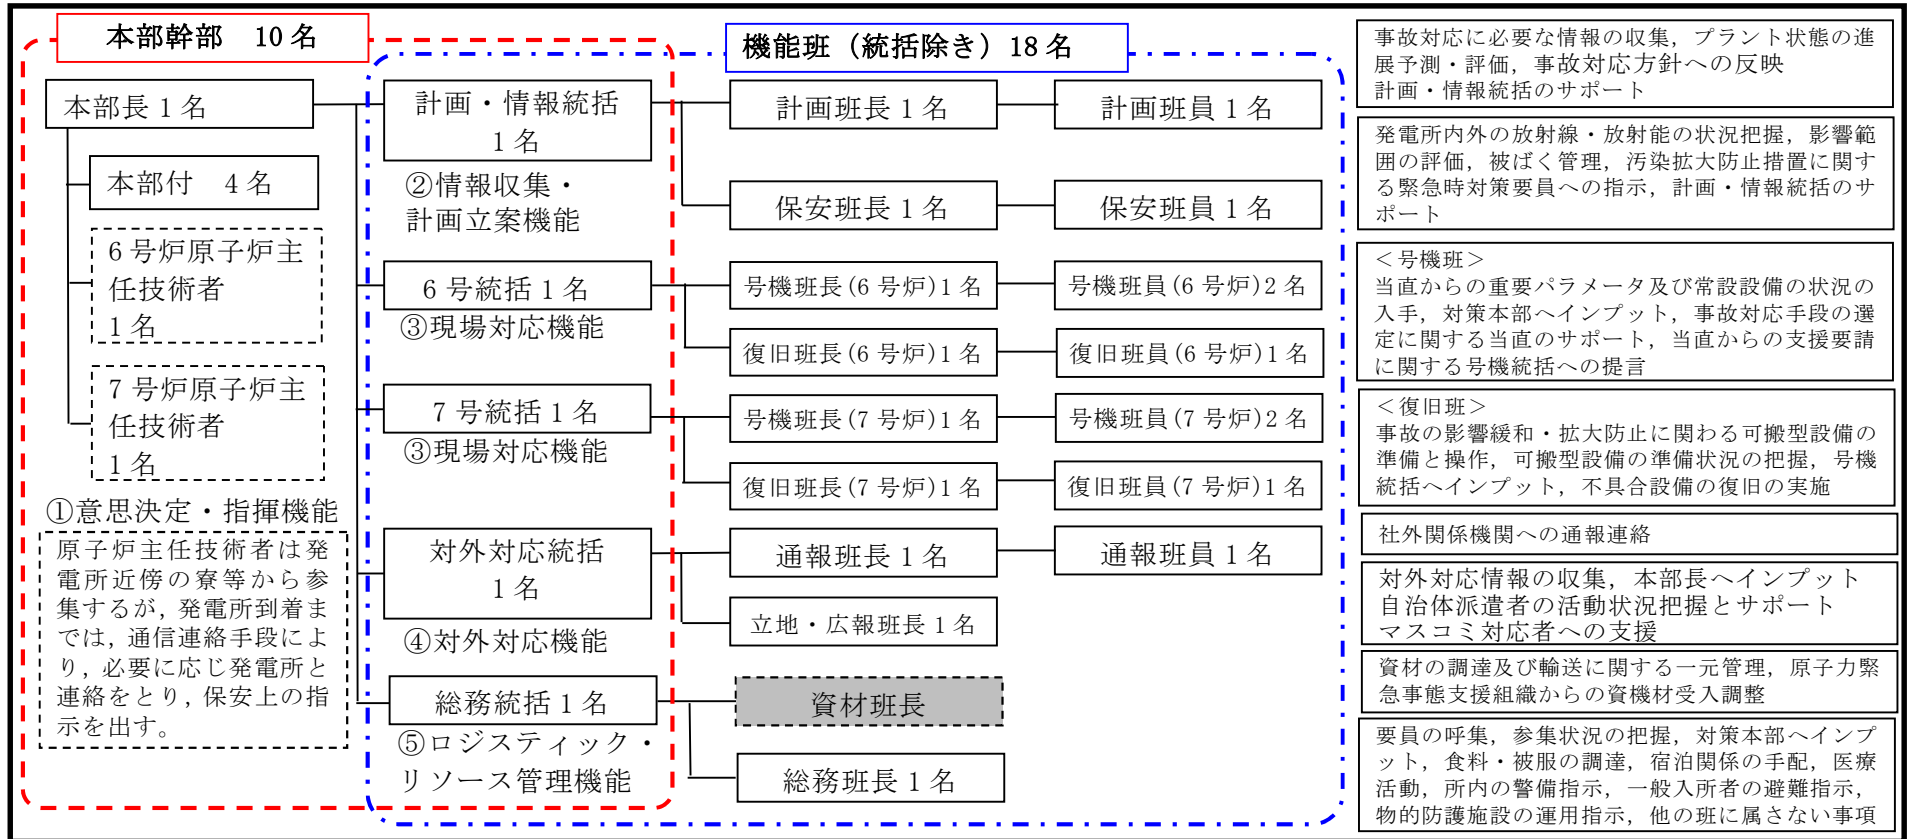 本部幹部　10名
機能班（統括除き）18名
本部長1名
本部付　4名
6号炉原子炉主
任技術者
1名
7号炉原子炉主
任技術者
1名
①意思決定・指揮機能
原子炉主任技術者は発
電所近傍の寮等から参
集するが，発電所到着ま
では，通信連絡手段によ
り，必要に応じ発電所と
連絡をとり，保安上の指
示を出す。
計画・情報統括
1名
②情報収集・
計画立案機能
6号統括1名
③現場対応機能
7号統括1名
③現場対応機能
対外対応統括
1名
④対外対応機能
総務統括1名
⑤ロジスティック・
リソース管理機能
計画班長1名
計画班員1名
保安班長1名
保安班員1名
号機班長(6号炉)1名
号機班員(6号炉)2名
復旧班長(6号炉)1名
復旧班員(6号炉)1名
号機班長(7号炉)1名
号機班員(7号炉)2名
復旧班長(7号炉)1名
復旧班員(7号炉)1名
通報班長1名
通報班員1名
立地・広報班長1名
資材班長
総務班長1名
事故対応に必要な情報の収集，プラント状態の進
展予測・評価，事故対応方針への反映
計画・情報統括のサポート
発電所内外の放射線・放射能の状況把握，影響範
囲の評価，被ばく管理，汚染拡大防止措置に関す
る緊急時対策要員への指示，計画・情報統括のサ
ポート
＜号機班＞
当直からの重要パラメータ及び常設設備の状況の
入手，対策本部へインプット，事故対応手段の選
定に関する当直のサポート，当直からの支援要請
に関する号機統括への提言
＜復旧班＞
事故の影響緩和・拡大防止に関わる可搬型設備の
準備と操作，可搬型設備の準備状況の把握，号機
統括へインプット，不具合設備の復旧の実施
社外関係機関への通報連絡
対外対応情報の収集，本部長へインプット
自治体派遣者の活動状況把握とサポート
マスコミ対応者への支援
資材の調達及び輸送に関する一元管理，原子力緊
急事態支援組織からの資機材受入調整
要員の呼集，参集状況の把握，対策本部へインプ
ット，食料・被服の調達，宿泊関係の手配，医療
活動，所内の警備指示，一般入所者の避難指示，
物的防護施設の運用指示，他の班に属さない事項